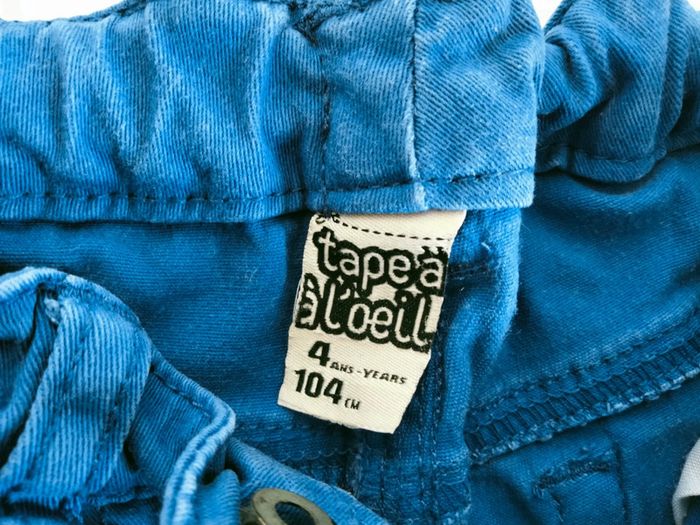 tape à
à l'oeil
4 ANS - YEARS
104 CM